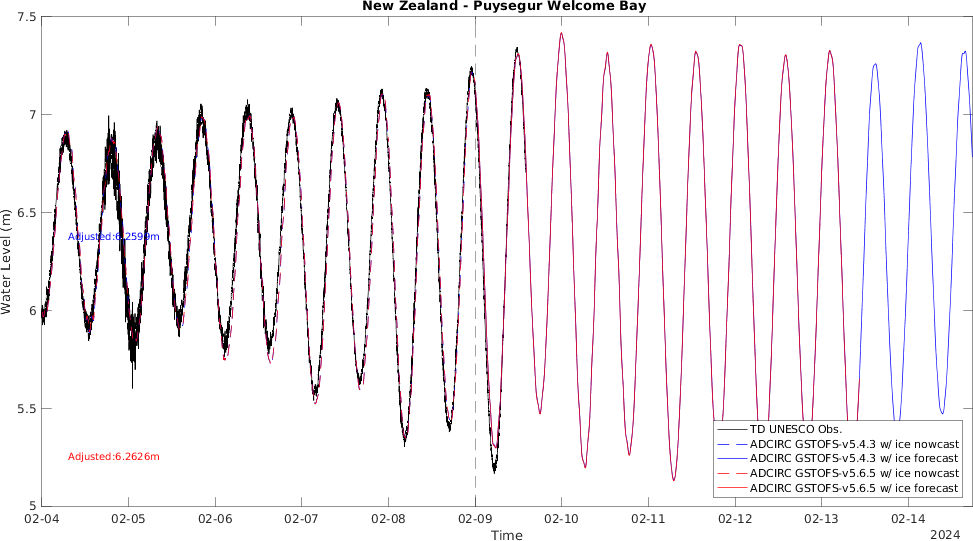 New Zealand - Puysegur Welcome Bay
7.5
7
6.5
6
5.5
5
Water Level (m)
Adjusted:6.2599m
Adjusted:6.2626m
TD UNESCO Obs.
ADCIRC GSTOFS-v5.4.3 w/ ice nowcast
ADCIRC GSTOFS-v5.4.3 w/ ice forecast
ADCIRC GSTOFS-v5.6.5 w/ ice nowcast
ADCIRC GSTOFS-v5.6.5 w/ ice forecast
02-04 02-05 02-06 02-07 02-08 02-09 02-10 02-11 02-12 02-13 02-14
Time
2024